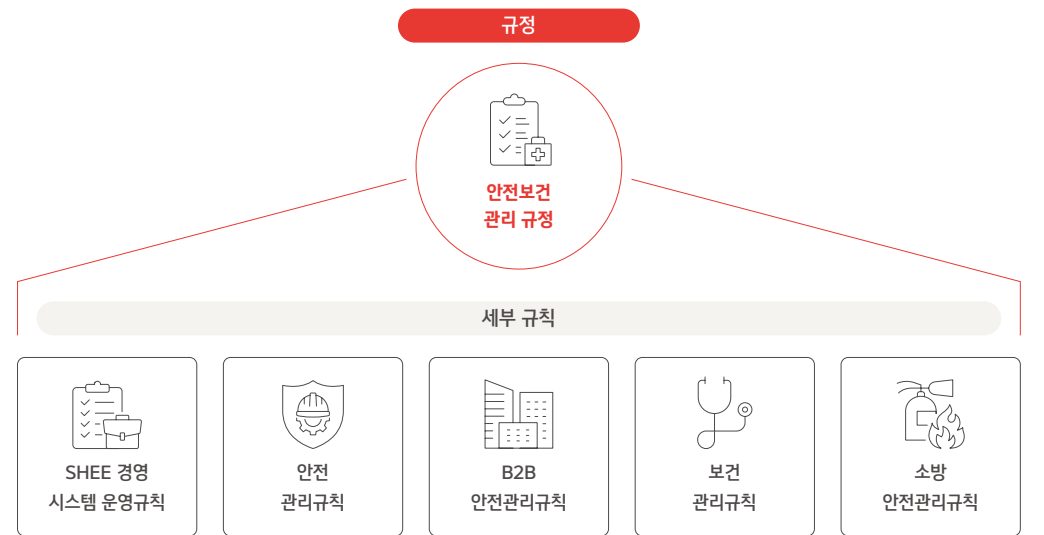 규정
안전보건
관리 규정
세부 규칙
SHEE 경영
시스템 운영규칙
안전
관리규칙
B2B
안전관리규칙
보건
관리규칙
소방
안전관리규칙